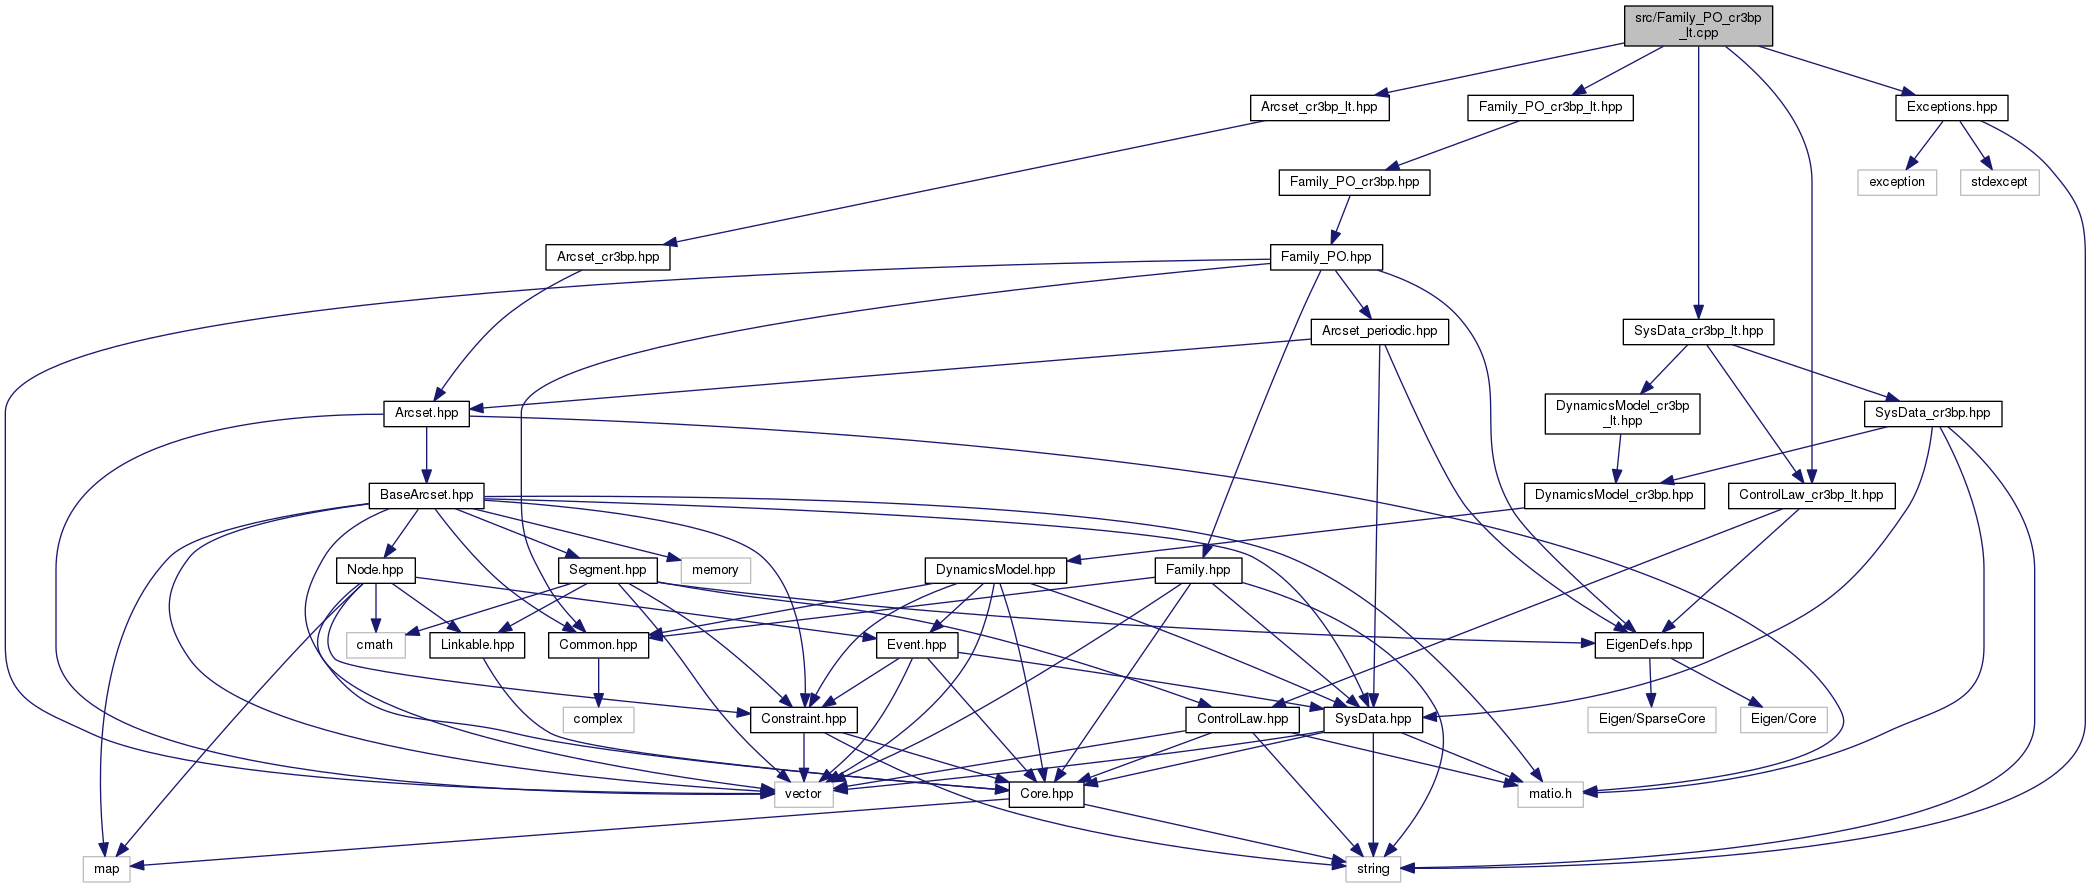 src/Family_PO_cr3bp
_lt.cpp
Arcset_cr3bp_lt.hpp
Family_PO_cr3bp_lt.hpp
Exceptions.hpp
Family_PO_cr3bp.hpp
exception
stdexcept
Arcset_cr3bp.hpp
Family_PO.hpp
Arcset_periodic.hpp
SysData_cr3bp_lt.hpp
Arcset.hpp
DynamicsModel_cr3bp
_lt.hpp
SysData_cr3bp.hpp
BaseArcset.hpp
DynamicsModel_cr3bp.hpp
ControlLaw_cr3bp_lt.hpp
Node.hpp
Segment.hpp
memory
DynamicsModel.hpp
Family.hpp
cmath
Linkable.hpp
Common.hpp
Event.hpp
EigenDefs.hpp
complex
Constraint.hpp
ControlLaw.hpp
SysData.hpp
Eigen/SparseCore
Eigen/Core
vector
Core.hpp
matio.h
map
string